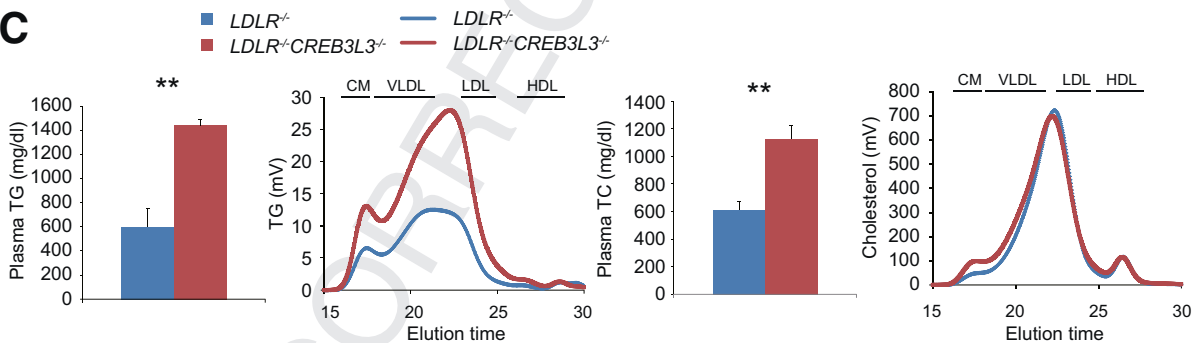 C
LDLR-/- LDLR-/-
LDLR-/-CREB3L3-/- LDLR-/-CREB3L3-/-
**
Plasma TG (mg/dl)
1600
1400
1200
1000
800
600
400
200
0
CM VLDL LDL HDL
TG (mV)
30
25
20
15
10
5
0
15 20 25 30
Elution time
**
Plasma TC (mg/dl)
1400
1200
1000
800
600
400
200
0
CM VLDL LDL HDL
Cholesterol (mV)
800
700
600
500
400
300
200
100
0
15 20 25 30
Elution time